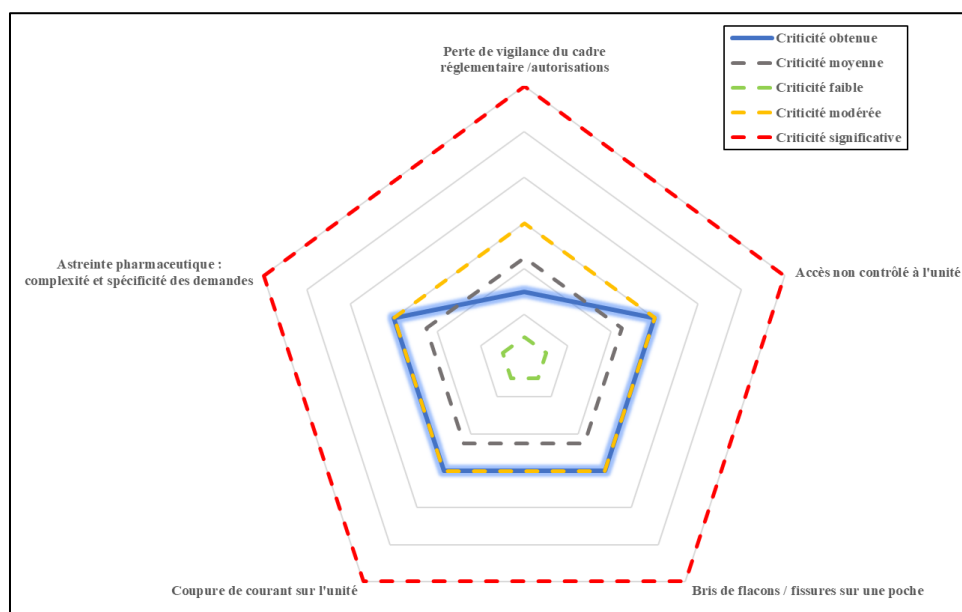 Perte de vigilance du cadre
réglementaire /autorisations
Criticité obtenue
Criticité moyenne
Criticité faible
Criticité modérée
Criticité significative
Astreinte pharmaceutique :
complexité et spécificité des demandes
Accès non contrôlé à l'unité
Coupure de courant sur l'unité
Bris de flacons / fissures sur une poche